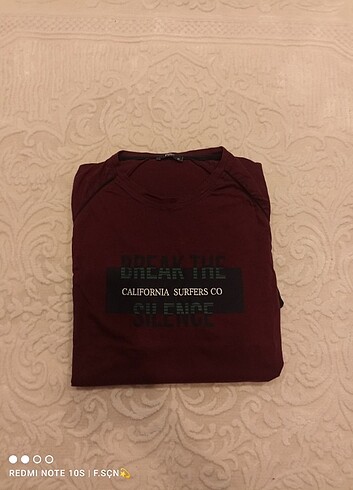 BREAK THE
CALIFORNIA SURFERS CO
SILENCE
REDMI NOTE 10S | F.SÇN💫